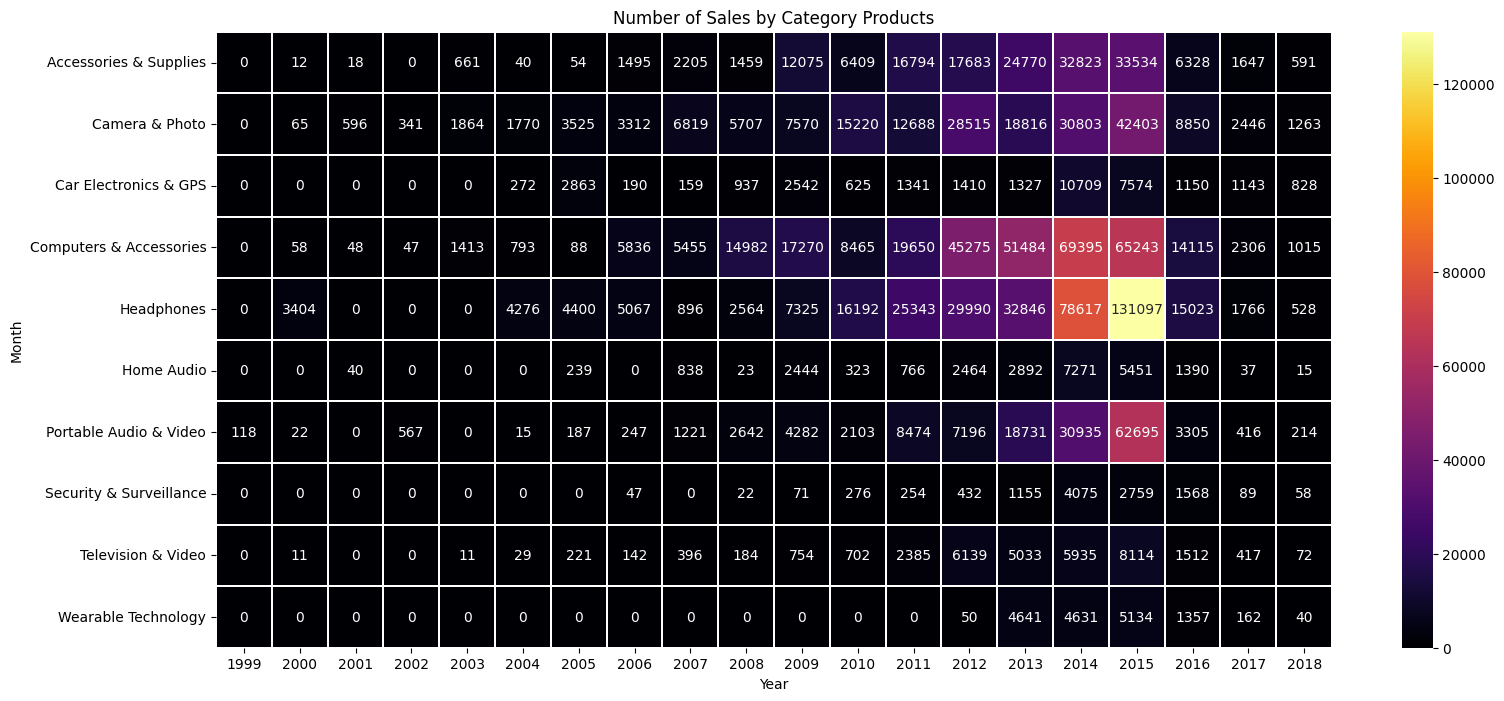 Number of Sales by Category Products
Accessories & Supplies 0 12 18 0 661 40 54 1495 2205 1459 12075 6409 16794 17683 24770 32823 33534 6328 1647 591
Camera & Photo 0 65 596 341 1864 1770 3525 3312 6819 5707 7570 15220 12688 28515 18816 30803 42403 8850 2446 1263
Car Electronics & GPS 0 0 0 0 0 272 2863 190 159 937 2542 625 1341 1410 1327 10709 7574 1150 1143 828
Computers & Accessories 0 58 48 47 1413 793 88 5836 5455 14982 17270 8465 19650 45275 51484 69395 65243 14115 2306 1015
Headphones 0 3404 0 0 0 4276 4400 5067 896 2564 7325 16192 25343 29990 32846 78617 131097 15023 1766 528
Home Audio 0 0 40 0 0 0 239 0 838 23 2444 323 766 2464 2892 7271 5451 1390 37 15
Portable Audio & Video 118 22 0 567 0 15 187 247 1221 2642 4282 2103 8474 7196 18731 30935 62695 3305 416 214
Security & Surveillance 0 0 0 0 0 0 0 47 0 22 71 276 254 432 1155 4075 2759 1568 89 58
Television & Video 0 11 0 0 11 29 221 142 396 184 754 702 2385 6139 5033 5935 8114 1512 417 72
Wearable Technology 0 0 0 0 0 0 0 0 0 0 0 0 0 50 4641 4631 5134 1357 162 40
1999 2000 2001 2002 2003 2004 2005 2006 2007 2008 2009 2010 2011 2012 2013 2014 2015 2016 2017 2018
Year
Month
120000
100000
80000
60000
40000
20000
0